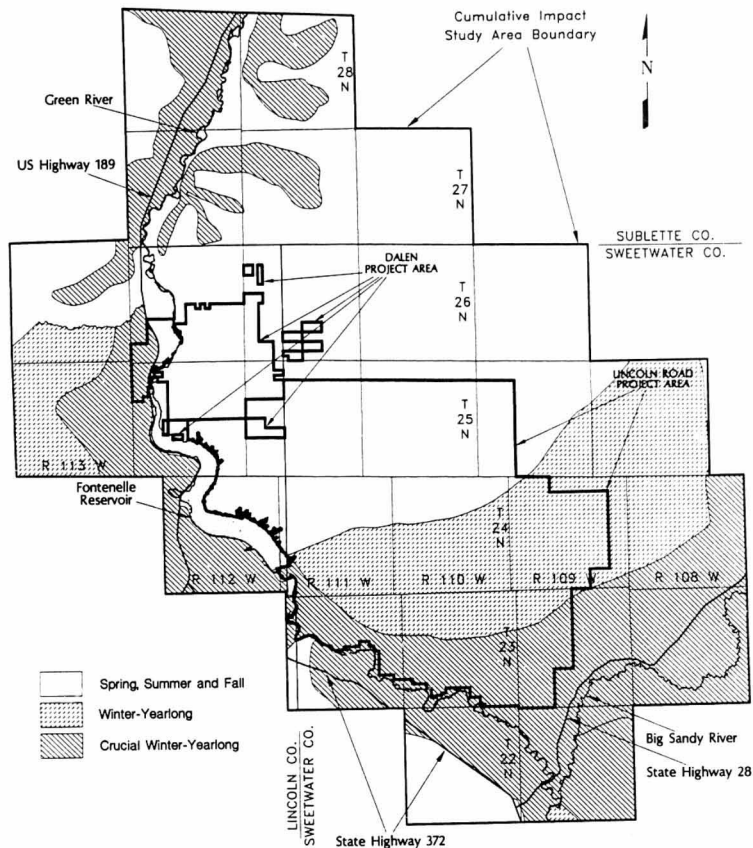 Cumulative Impact
Study Area Boundary
N
T
28
N
Green River
US Highway 189
T
27
N
SUBLETTE CO.
SWEETWATER CO.
DALEN
PROJECT AREA
T
26
N
LINCOLN ROAD
PROJECT AREA
T
25
N
R 113 W
Fontenelle
Reservoir
T
24
N
R 112 W
R 111 W
R 110 W
R 109 W
R 108 W
T
23
N
Spring, Summer and Fall
Winter-Yearlong
Crucial Winter-Yearlong
T
22
N
Big Sandy River
State Highway 28
LINCOLN CO.
SWEETWATER CO.
State Highway 372